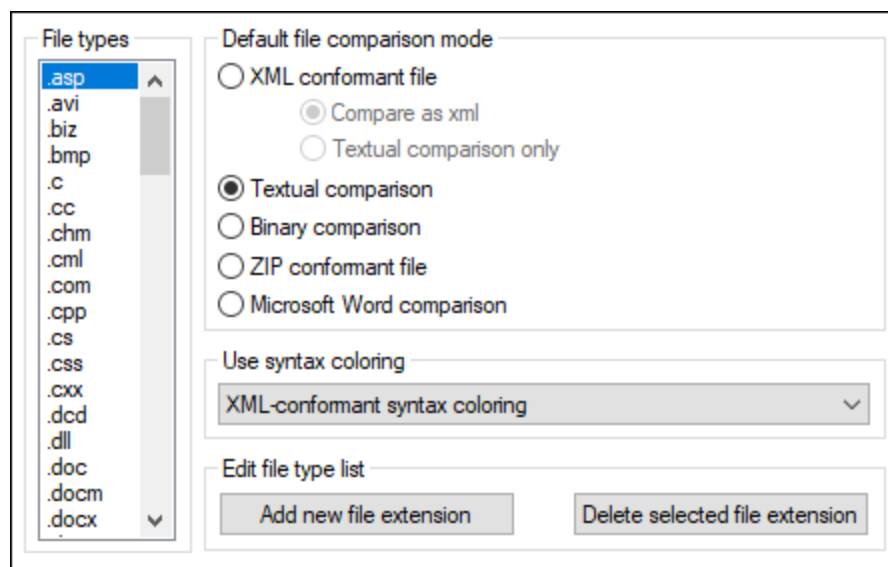 File types
.asp
.avi
.biz
.bmp
.c
.cc
.chm
.cml
.com
.cpp
.cs
.css
.cxx
.dcd
.dll
.doc
.docm
.docx
Default file comparison mode
XML conformant file
Compare as xml
Textual comparison only
Textual comparison
Binary comparison
ZIP conformant file
Microsoft Word comparison
Use syntax coloring
XML-conformant syntax coloring
Edit file type list
Add new file extension
Delete selected file extension